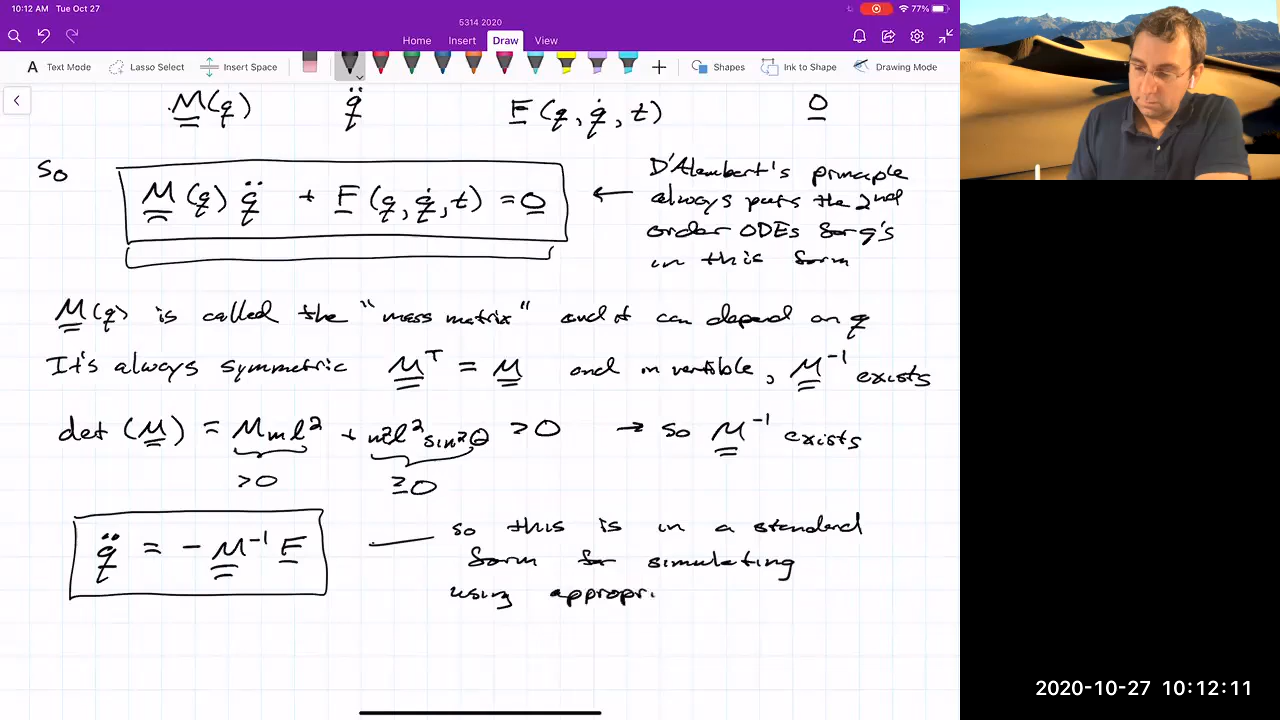 10:12 AM Tue Oct 27
77%
5314 2020
Home Insert Draw View
A Text Mode Lasso Select Insert Space Shapes Ink to Shape Drawing Mode
M(q) q̈ F(q, q̇, t) 0
So M(q) q̈ + F(q, q̇, t) = 0 ← D'Alembert's principle
always puts the 2nd
order ODEs for q's
in this form
M(q) is called the "mass matrix" and it can depend on q
It's always symmetric M^T = M and invertible, M^-1 exists
det (M) = Mml² + m²l² sin²θ > 0 → so M^-1 exists
>0 ≥0
q̈ = - M^-1 F — so this is in a standard
form for simulating
using appropri
2020-10-27 10:12:11